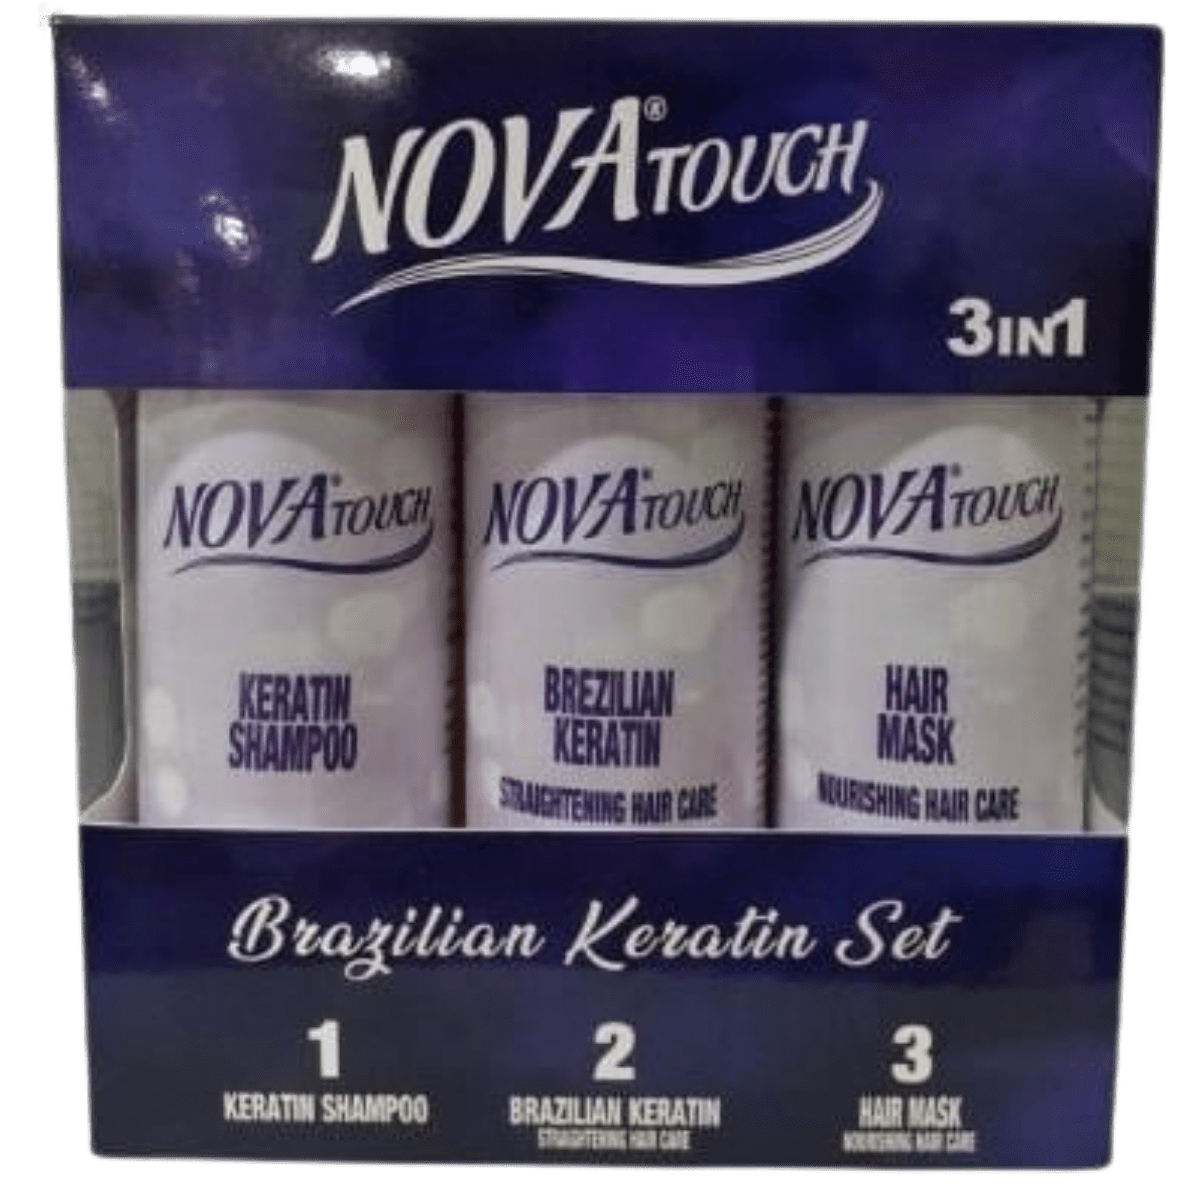 NOVA® TOUCH
3IN1
NOVA® TOUCH
KERATIN
SHAMPOO
NOVA® TOUCH
BREZILIAN
KERATIN
STRAIGHTENING HAIR CARE
NOVA® TOUCH
HAIR
MASK
NOURISHING HAIR CARE
Brazilian Keratin Set
1
KERATIN SHAMPOO
2
BRAZILIAN KERATIN
STRAIGHTENING HAIR CARE
3
HAIR MASK
NOURISHING HAIR CARE